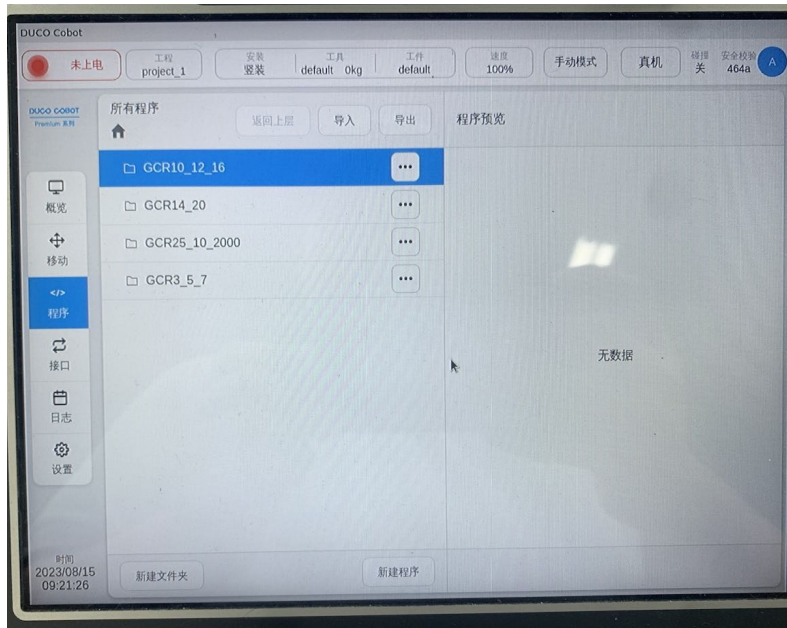 DUCO Cobot
未上电
工程
project_1
安装
竖装
工具
default 0kg
工件
default
速度
100%
手动模式
真机
碰撞
关
安全校验
464a
A
DUCO COBOT
Premium 系列
所有程序
返回上层
导入
导出
程序预览
GCR10_12_16
GCR14_20
GCR25_10_2000
GCR3_5_7
概览
移动
</>
程序
接口
日志
设置
无数据
时间
2023/08/15
09:21:26
新建文件夹
新建程序